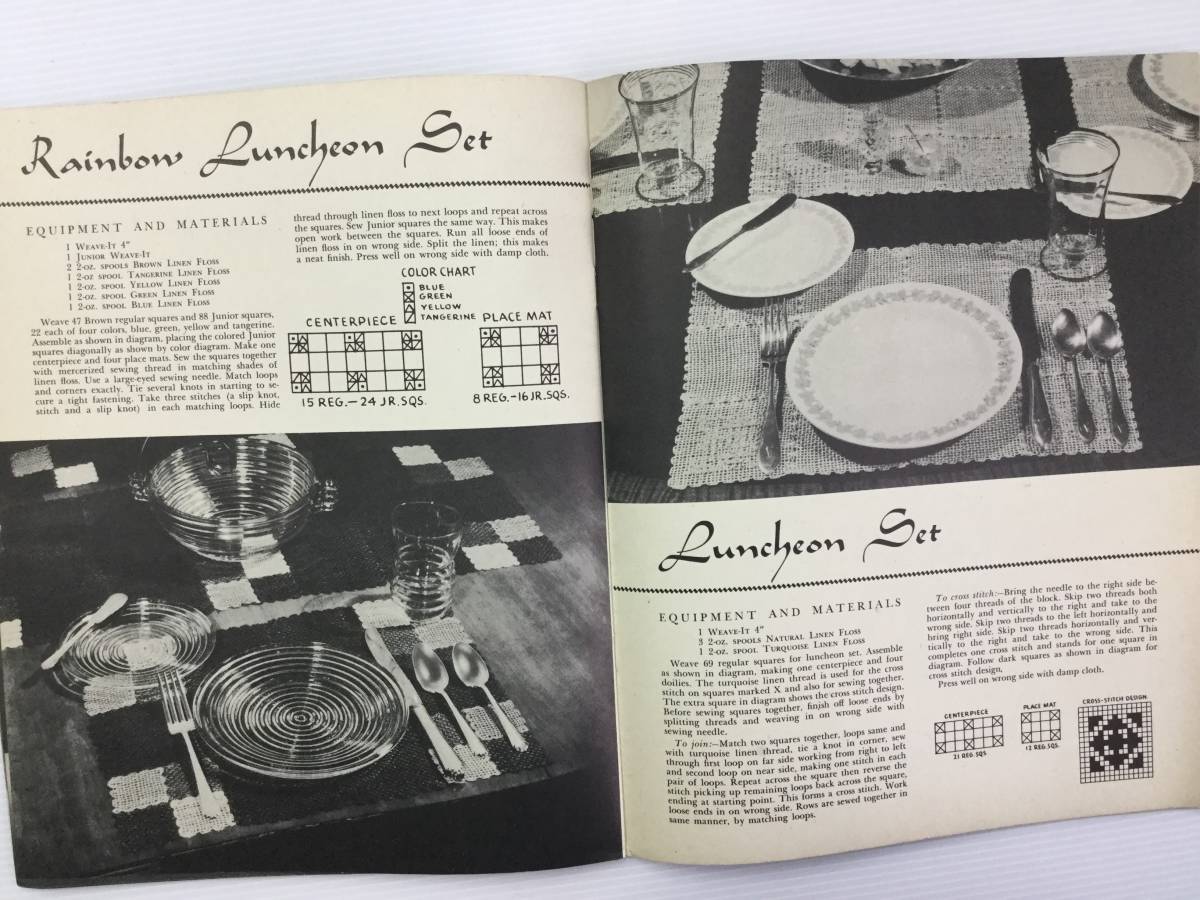 Rainbow Luncheon Set
EQUIPMENT AND MATERIALS
1 WEAVE-IT 4"
1 JUNIOR WEAVE-IT
2 2-OZ. SPOOLS BROWN LINEN FLOSS
1 2-OZ SPOOL TANGERINE LINEN FLOSS
1 2-OZ. SPOOL YELLOW LINEN FLOSS
1 2-OZ. SPOOL GREEN LINEN FLOSS
1 2-OZ. SPOOL BLUE LINEN FLOSS
Weave 47 Brown regular squares and 88 Junior squares,
22 each of four colors, blue, green, yellow and tangerine.
Assemble as shown in diagram, placing the colored Junior
squares diagonally as shown by color diagram. Make one
centerpiece and four place mats. Sew the squares together
with mercerized sewing thread in matching shades of
linen floss. Use a large-eyed sewing needle. Match loops
and corners exactly. Tie several knots in starting to se-
cure a tight fastening. Take three stitches (a slip knot,
stitch and a slip knot) in each matching loops. Hide
thread through linen floss to next loops and repeat across
the squares. Sew Junior squares the same way. This makes
open work between the squares. Run all loose ends of
linen floss in on wrong side. Split the linen; this makes
a neat finish. Press well on wrong side with damp cloth.
COLOR CHART
BLUE
GREEN
YELLOW
TANGERINE
CENTERPIECE
15 REG.—24 JR. SQS.
PLACE MAT
8 REG.-16 JR. SQS.
Luncheon Set
EQUIPMENT AND MATERIALS
1 WEAVE-IT 4"
3 2-OZ. SPOOLS NATURAL LINEN FLOSS
1 2-OZ. SPOOL TURQUOISE LINEN FLOSS
Weave 69 regular squares for luncheon set. Assemble
as shown in diagram, making one centerpiece and four
doilies. The turquoise linen thread is used for the cross
stitch on squares marked X and also for sewing together.
The extra square in diagram shows the cross stitch design.
Before sewing squares together, finish off loose ends by
splitting threads and weaving in on wrong side with
sewing needle.
To join:—Match two squares together, loops same and
with turquoise linen thread, tie a knot in corner, sew
through first loop on far side working from right to left
and second loop on near side, making one stitch in each
pair of loops. Repeat across the square then reverse the
stitch picking up remaining loops back across the square,
ending at starting point. This forms a cross stitch. Work
loose ends in on wrong side. Rows are sewed together in
same manner, by matching loops.
To cross stitch:—Bring the needle to the right side be-
tween four threads of the block. Skip two threads both
horizontally and vertically to the right and take to the
wrong side. Skip two threads to the left horizontally and
bring right side. Skip two threads horizontally and ver-
tically to the right and take to the wrong side. This
completes one cross stitch and stands for one square in
diagram. Follow dark squares as shown in diagram for
cross stitch design.
Press well on wrong side with damp cloth.
CENTERPIECE
21 REG. SQS.
PLACE MAT
12 REG. SQS.
CROSS-STITCH DESIGN